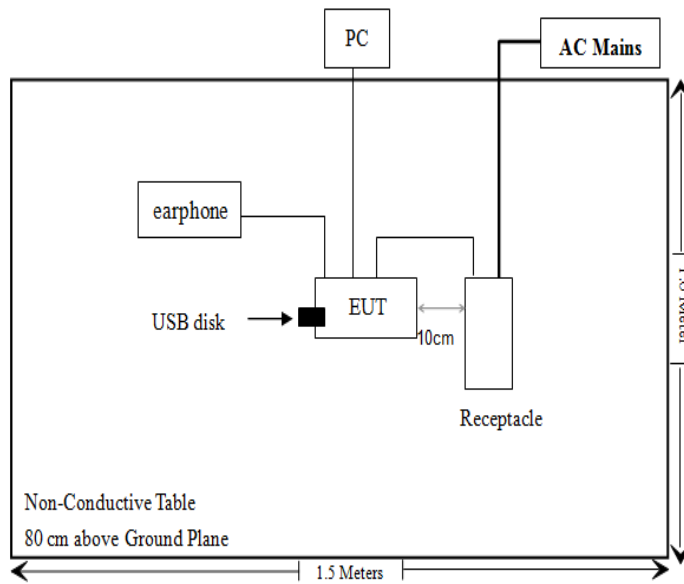 PC
AC Mains
earphone
EUT
USB disk
10cm
Receptacle
Non-Conductive Table
80 cm above Ground Plane
1.5 Meters